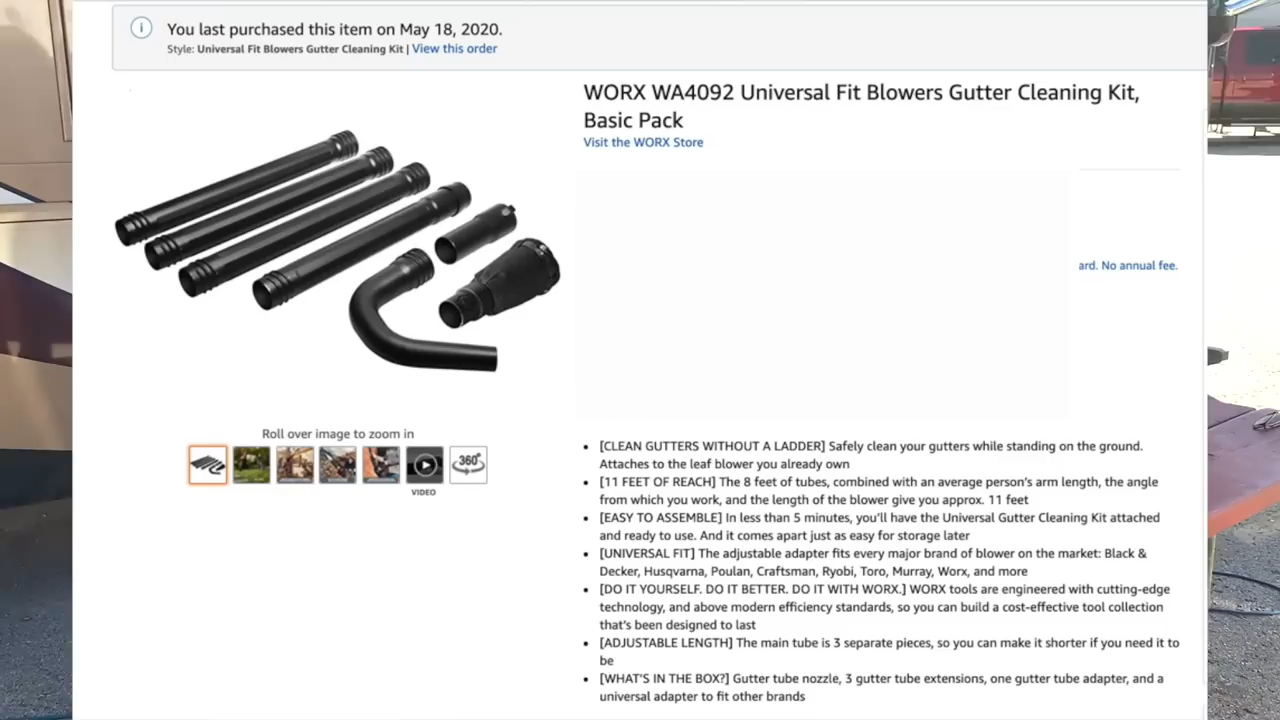 You last purchased this item on May 18, 2020.
Style: Universal Fit Blowers Gutter Cleaning Kit | View this order
WORX WA4092 Universal Fit Blowers Gutter Cleaning Kit,
Basic Pack
Visit the WORX Store
ard. No annual fee.
Roll over image to zoom in
360°
VIDEO
• [CLEAN GUTTERS WITHOUT A LADDER] Safely clean your gutters while standing on the ground.
Attaches to the leaf blower you already own
• [11 FEET OF REACH] The 8 feet of tubes, combined with an average person's arm length, the angle
from which you work, and the length of the blower give you approx. 11 feet
• [EASY TO ASSEMBLE] In less than 5 minutes, you'll have the Universal Gutter Cleaning Kit attached
and ready to use. And it comes apart just as easy for storage later
• [UNIVERSAL FIT] The adjustable adapter fits every major brand of blower on the market: Black &
Decker, Husqvarna, Poulan, Craftsman, Ryobi, Toro, Murray, Worx, and more
• [DO IT YOURSELF. DO IT BETTER. DO IT WITH WORX.] WORX tools are engineered with cutting-edge
technology, and above modern efficiency standards, so you can build a cost-effective tool collection
that's been designed to last
• [ADJUSTABLE LENGTH] The main tube is 3 separate pieces, so you can make it shorter if you need it to
be
• [WHAT'S IN THE BOX?] Gutter tube nozzle, 3 gutter tube extensions, one gutter tube adapter, and a
universal adapter to fit other brands